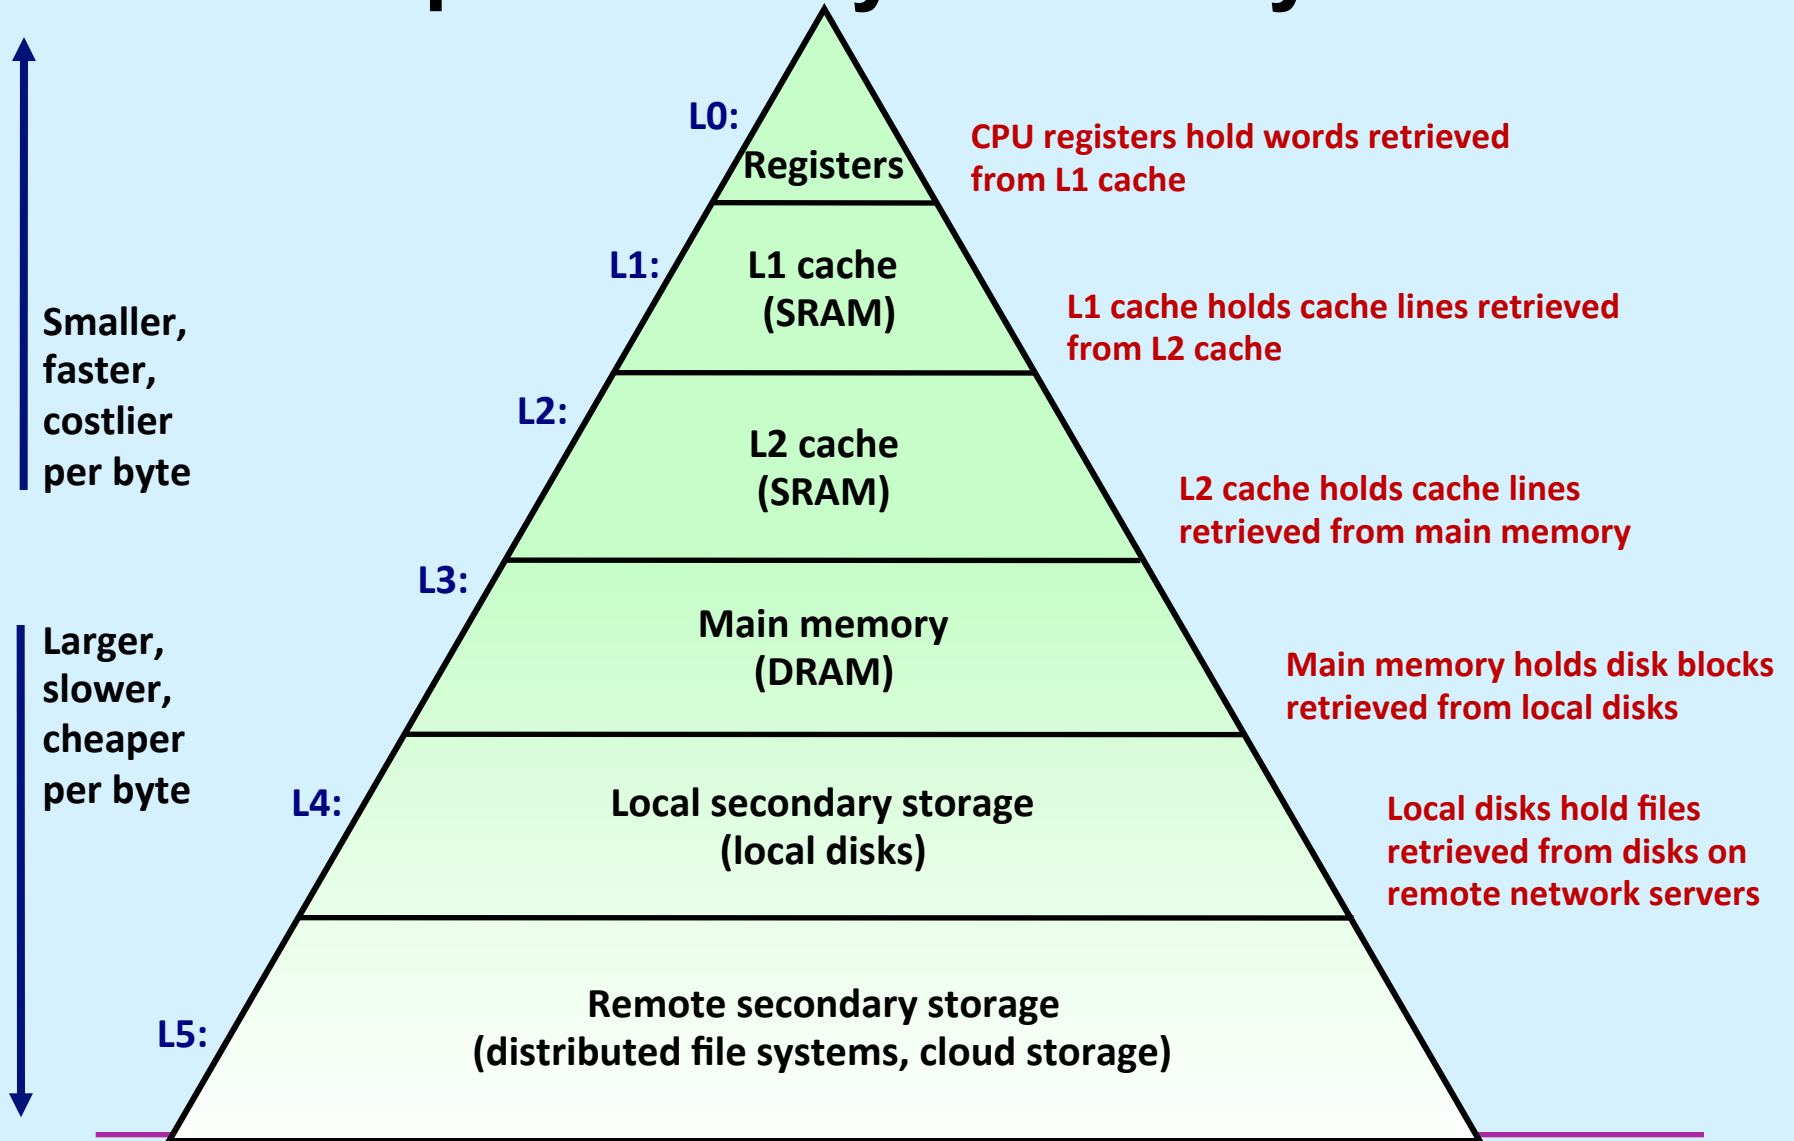 L0:
Registers
CPU registers hold words retrieved
from L1 cache
L1:
L1 cache
(SRAM)
L1 cache holds cache lines retrieved
from L2 cache
Smaller,
faster,
costlier
per byte
L2:
L2 cache
(SRAM)
L2 cache holds cache lines
retrieved from main memory
L3:
Main memory
(DRAM)
Main memory holds disk blocks
retrieved from local disks
Larger,
slower,
cheaper
per byte
L4:
Local secondary storage
(local disks)
Local disks hold files
retrieved from disks on
remote network servers
L5:
Remote secondary storage
(distributed file systems, cloud storage)